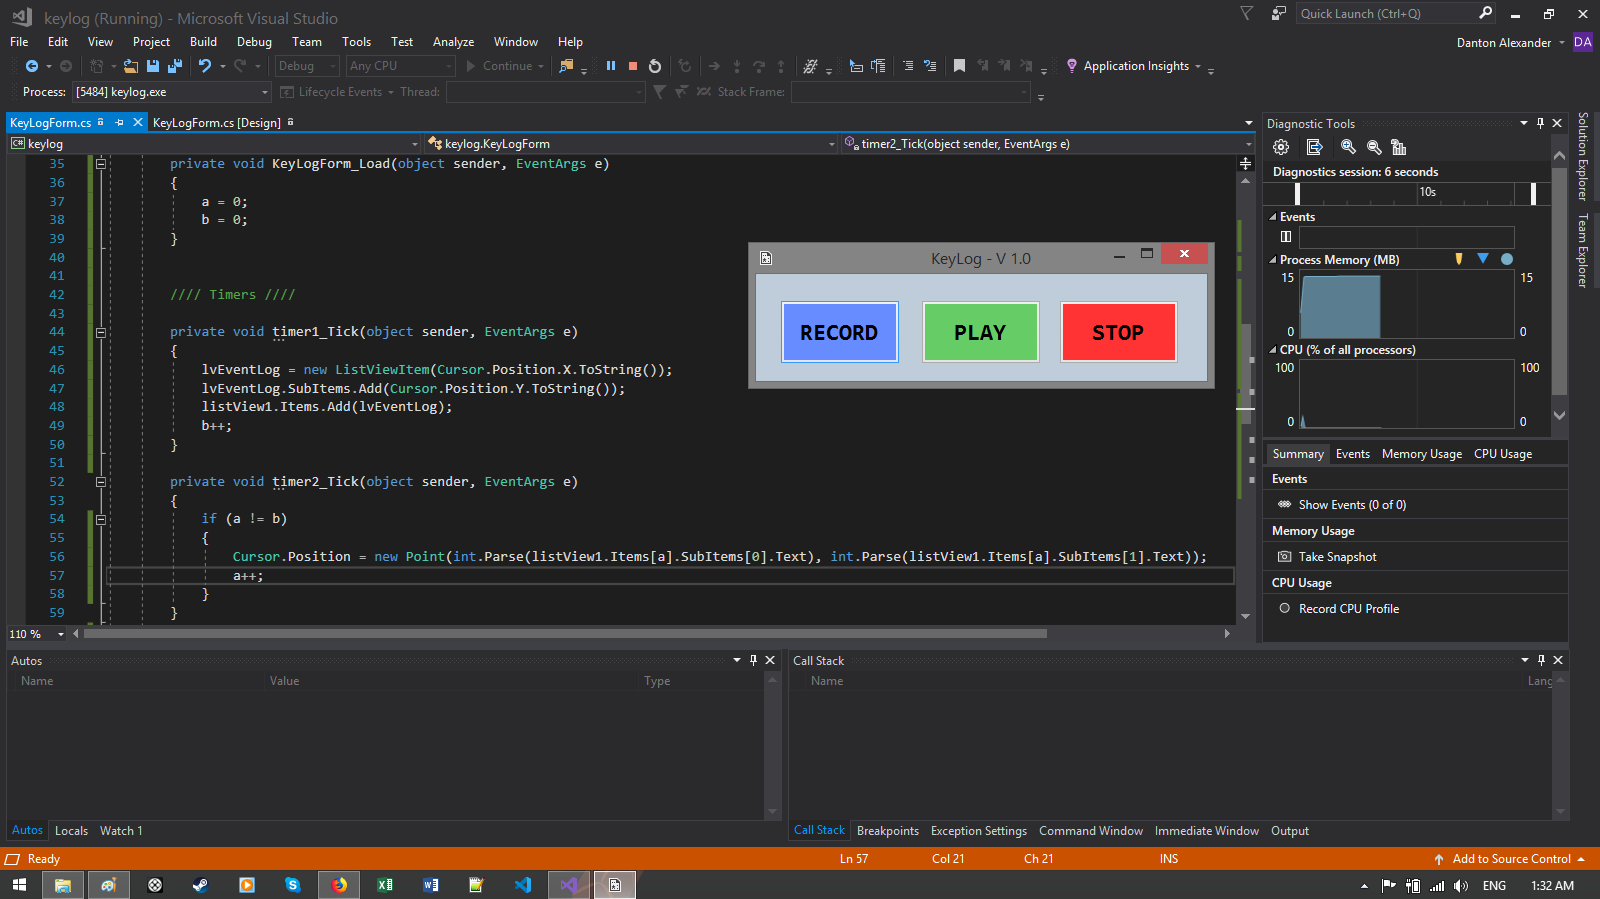 keylog (Running) - Microsoft Visual Studio
Quick Launch (Ctrl+Q)
File Edit View Project Build Debug Team Tools Test Analyze Window Help
Danton Alexander DA
Debug Any CPU Continue Application Insights
Process: [5484] keylog.exe Lifecycle Events Thread: Stack Frame:
KeyLogForm.cs KeyLogForm.cs [Design]
C# keylog keylog.KeyLogForm timer2_Tick(object sender, EventArgs e)
35 private void KeyLogForm_Load(object sender, EventArgs e)
36 {
37 a = 0;
38 b = 0;
39 }
40
41
42 //// Timers ////
43
44 private void timer1_Tick(object sender, EventArgs e)
45 {
46 lvEventLog = new ListViewItem(Cursor.Position.X.ToString());
47 lvEventLog.SubItems.Add(Cursor.Position.Y.ToString());
48 listView1.Items.Add(lvEventLog);
49 b++;
50 }
51
52 private void timer2_Tick(object sender, EventArgs e)
53 {
54 if (a != b)
55 {
56 Cursor.Position = new Point(int.Parse(listView1.Items[a].SubItems[0].Text), int.Parse(listView1.Items[a].SubItems[1].Text));
57 a++;
58 }
59 }
110 %
KeyLog - V 1.0
RECORD PLAY STOP
Diagnostic Tools
Diagnostics session: 6 seconds
10s
Events
Process Memory (MB)
15 15
0 0
CPU (% of all processors)
100 100
0 0
Summary Events Memory Usage CPU Usage
Events
Show Events (0 of 0)
Memory Usage
Take Snapshot
CPU Usage
Record CPU Profile
Solution Explorer
Team Explorer
Autos
Name Value Type
Autos Locals Watch 1
Call Stack
Name Lang
Call Stack Breakpoints Exception Settings Command Window Immediate Window Output
Ready Ln 57 Col 21 Ch 21 INS Add to Source Control
ENG 1:32 AM